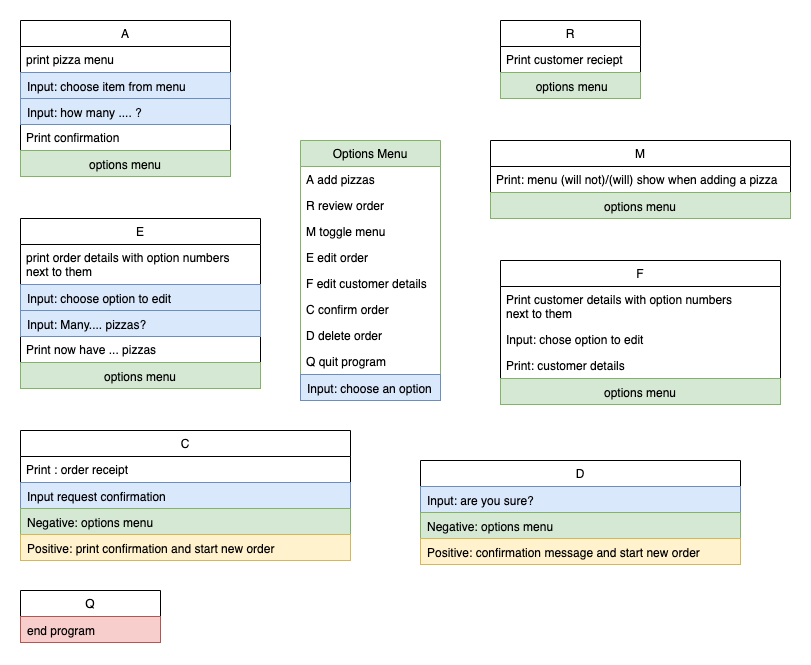 A
print pizza menu
Input: choose item from menu
Input: how many .... ?
Print confirmation
options menu
R
Print customer reciept
options menu
Options Menu
A add pizzas
R review order
M toggle menu
E edit order
F edit customer details
C confirm order
D delete order
Q quit program
Input: choose an option
M
Print: menu (will not)/(will) show when adding a pizza
options menu
E
print order details with option numbers
next to them
Input: choose option to edit
Input: Many.... pizzas?
Print now have ... pizzas
options menu
F
Print customer details with option numbers
next to them
Input: chose option to edit
Print: customer details
options menu
C
Print : order receipt
Input request confirmation
Negative: options menu
Positive: print confirmation and start new order
D
Input: are you sure?
Negative: options menu
Positive: confirmation message and start new order
Q
end program